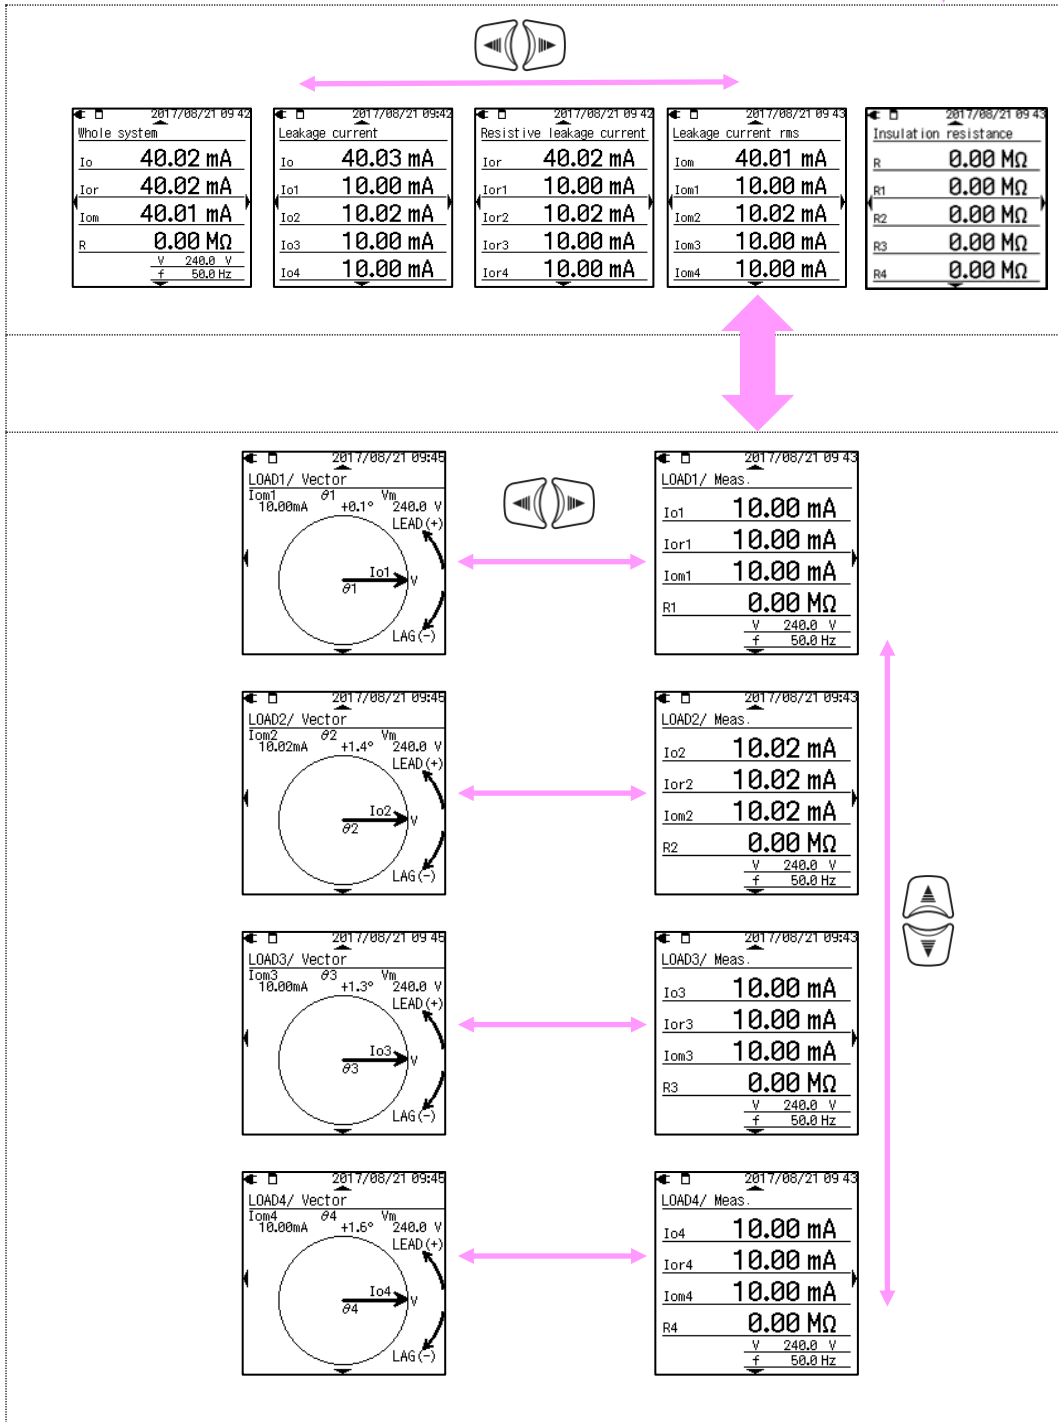 2017/08/21 09 42
Whole system
Io 40.02 mA
Ior 40.02 mA
Iom 40.01 mA
R 0.00 MΩ
V 240.0 V
f 50.0 Hz
2017/08/21 09:42
Leakage current
Io 40.03 mA
Io1 10.00 mA
Io2 10.02 mA
Io3 10.00 mA
Io4 10.00 mA
2017/08/21 09 42
Resistive leakage current
Ior 40.02 mA
Ior1 10.00 mA
Ior2 10.02 mA
Ior3 10.00 mA
Ior4 10.00 mA
2017/08/21 09 43
Leakage current rms
Iom 40.01 mA
Iom1 10.00 mA
Iom2 10.02 mA
Iom3 10.00 mA
Iom4 10.00 mA
2017/08/21 09 43
Insulation resistance
R 0.00 MΩ
R1 0.00 MΩ
R2 0.00 MΩ
R3 0.00 MΩ
R4 0.00 MΩ
2017/08/21 09:45
LOAD1/ Vector
Iom1 θ1 Vm
10.00mA +0.1° 240.0 V
LEAD(+)
Io1
V
θ1
LAG(-)
2017/08/21 09 43
LOAD1/ Meas.
Io1 10.00 mA
Ior1 10.00 mA
Iom1 10.00 mA
R1 0.00 MΩ
V 240.0 V
f 50.0 Hz
2017/08/21 09:45
LOAD2/ Vector
Iom2 θ2 Vm
10.02mA +1.4° 240.0 V
LEAD(+)
Io2
V
θ2
LAG(-)
2017/08/21 09:43
LOAD2/ Meas.
Io2 10.02 mA
Ior2 10.02 mA
Iom2 10.02 mA
R2 0.00 MΩ
V 240.0 V
f 50.0 Hz
2017/08/21 09 45
LOAD3/ Vector
Iom3 θ3 Vm
10.00mA +1.3° 240.0 V
LEAD(+)
Io3
V
θ3
LAG(-)
2017/08/21 09:43
LOAD3/ Meas.
Io3 10.00 mA
Ior3 10.00 mA
Iom3 10.00 mA
R3 0.00 MΩ
V 240.0 V
f 50.0 Hz
2017/08/21 09:45
LOAD4/ Vector
Iom4 θ4 Vm
10.00mA +1.6° 240.0 V
LEAD(+)
Io4
V
θ4
LAG(-)
2017/08/21 09 43
LOAD4/ Meas.
Io4 10.00 mA
Ior4 10.00 mA
Iom4 10.00 mA
R4 0.00 MΩ
V 240.0 V
f 50.0 Hz